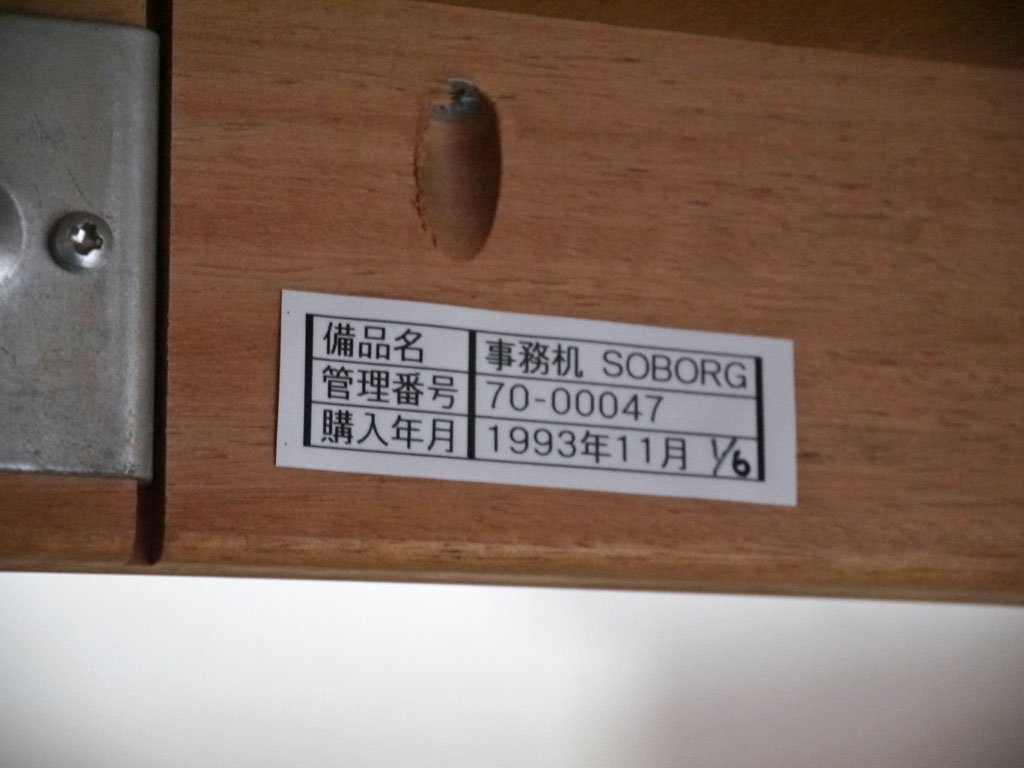 備品名 事務机 SOBORG
管理番号 70-00047
購入年月 1993年11月 1/6